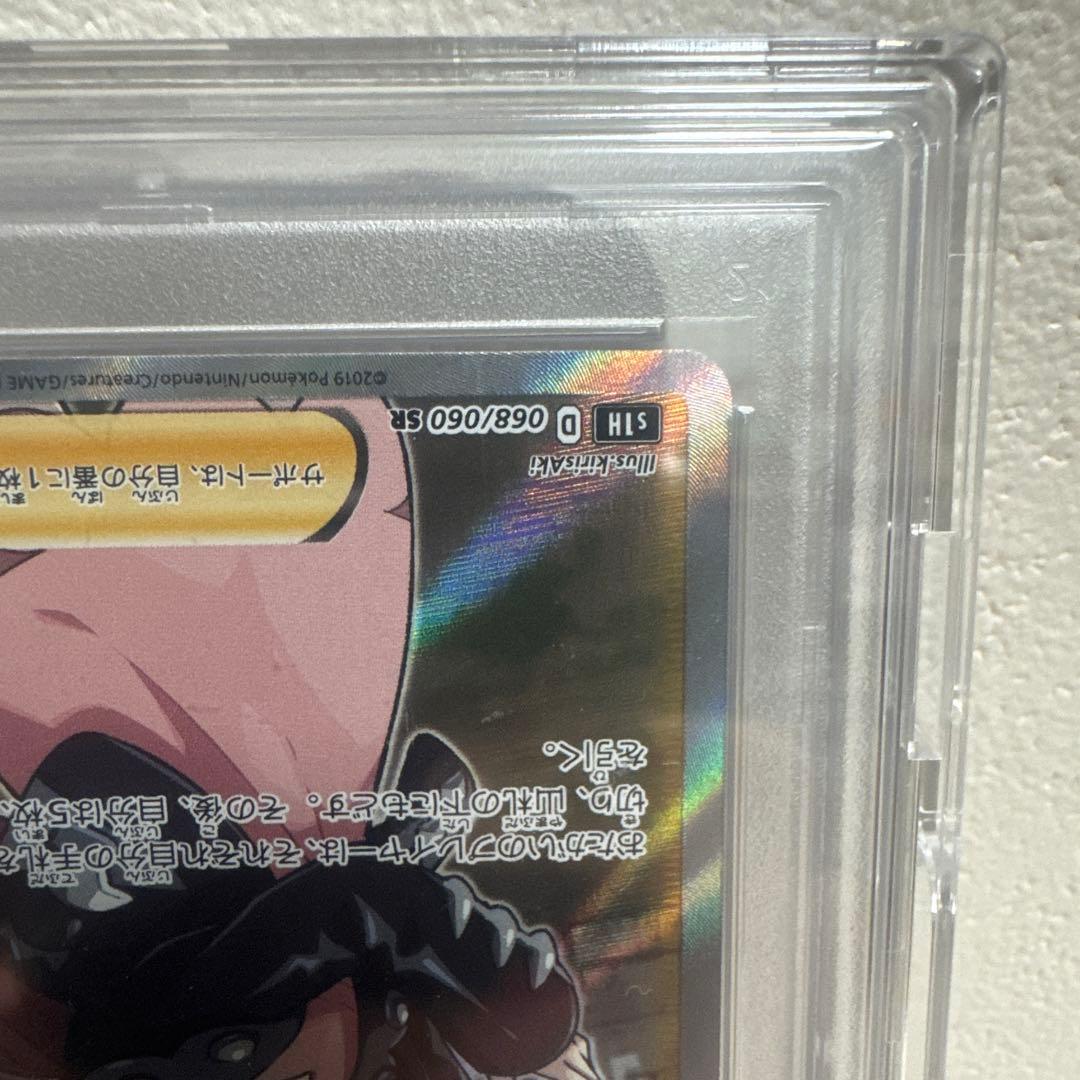 おたがいのプレイヤーは、それぞれ自分の手札を
切り、山札の下にもどす。その後、自分は5枚、
を引く。
サポートは、自分の番に1枚
Illus.kirisAki
s1H D 068/060 SR
©2019 Pokémon/Nintendo/Creatures/GAME